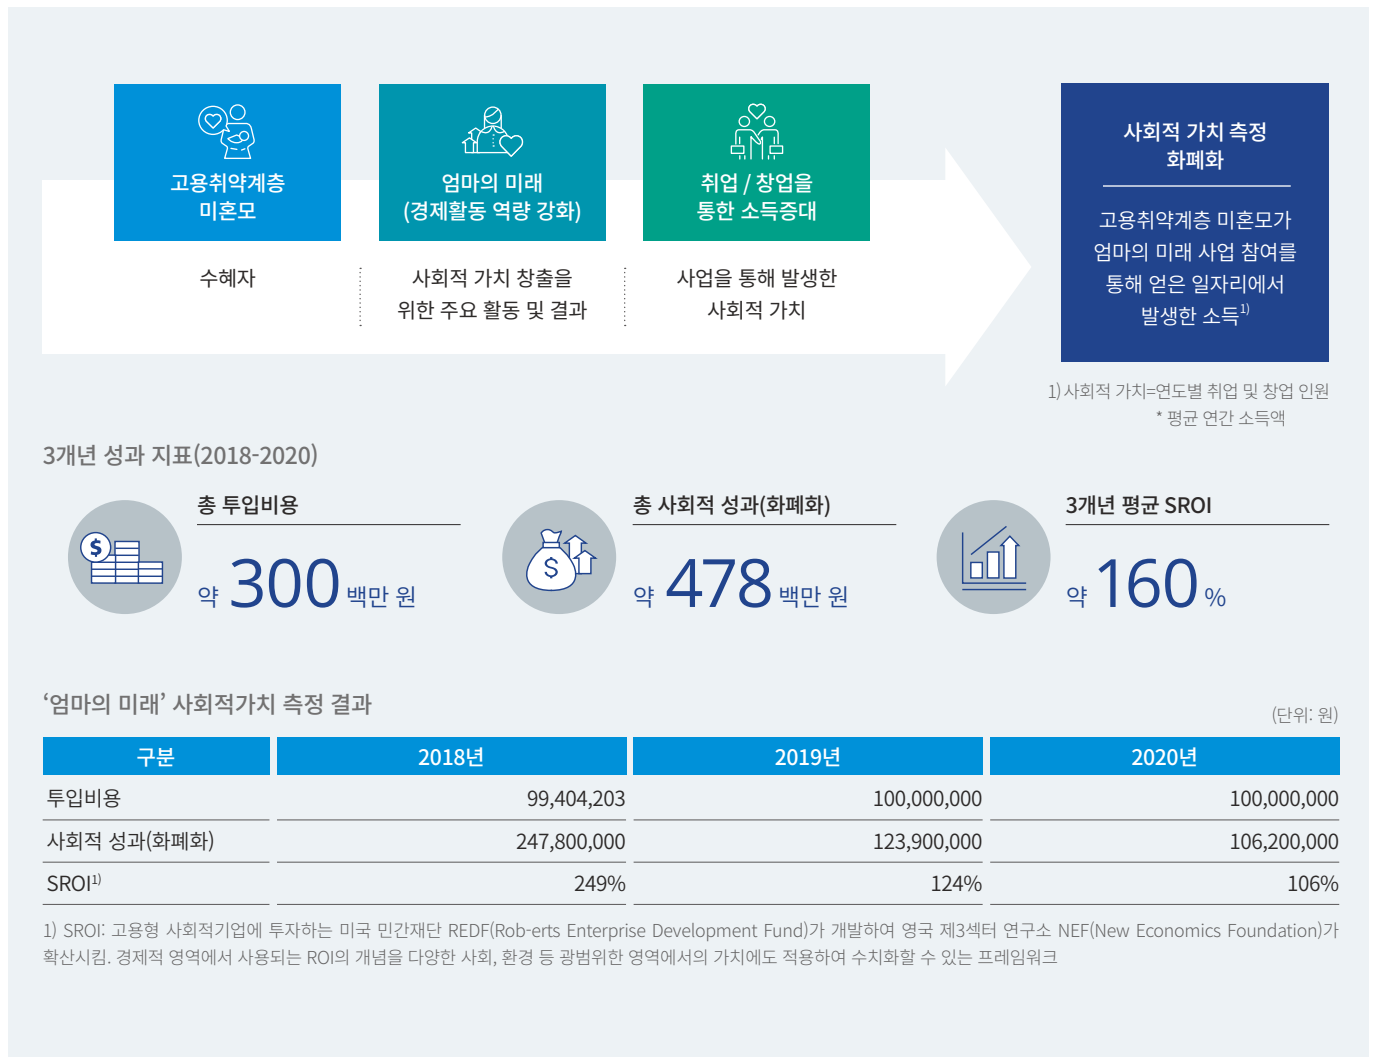 고용취약계층
미혼모
엄마의 미래
(경제활동 역량 강화)
취업 / 창업을
통한 소득증대
수혜자
사회적 가치 창출을
위한 주요 활동 및 결과
사업을 통해 발생한
사회적 가치
사회적 가치 측정
화폐화
고용취약계층 미혼모가
엄마의 미래 사업 참여를
통해 얻은 일자리에서
발생한 소득1)
1) 사회적 가치=연도별 취업 및 창업 인원
* 평균 연간 소득액
3개년 성과 지표(2018-2020)
총 투입비용
약 300 백만 원
총 사회적 성과(화폐화)
약 478 백만 원
3개년 평균 SROI
약 160 %
‘엄마의 미래’ 사회적가치 측정 결과
(단위: 원)
구분 2018년 2019년 2020년
투입비용 99,404,203 100,000,000 100,000,000
사회적 성과(화폐화) 247,800,000 123,900,000 106,200,000
SROI1) 249% 124% 106%
1) SROI: 고용형 사회적기업에 투자하는 미국 민간재단 REDF(Rob-erts Enterprise Development Fund)가 개발하여 영국 제3섹터 연구소 NEF(New Economics Foundation)가
확산시킴. 경제적 영역에서 사용되는 ROI의 개념을 다양한 사회, 환경 등 광범위한 영역에서의 가치에도 적용하여 수치화할 수 있는 프레임워크